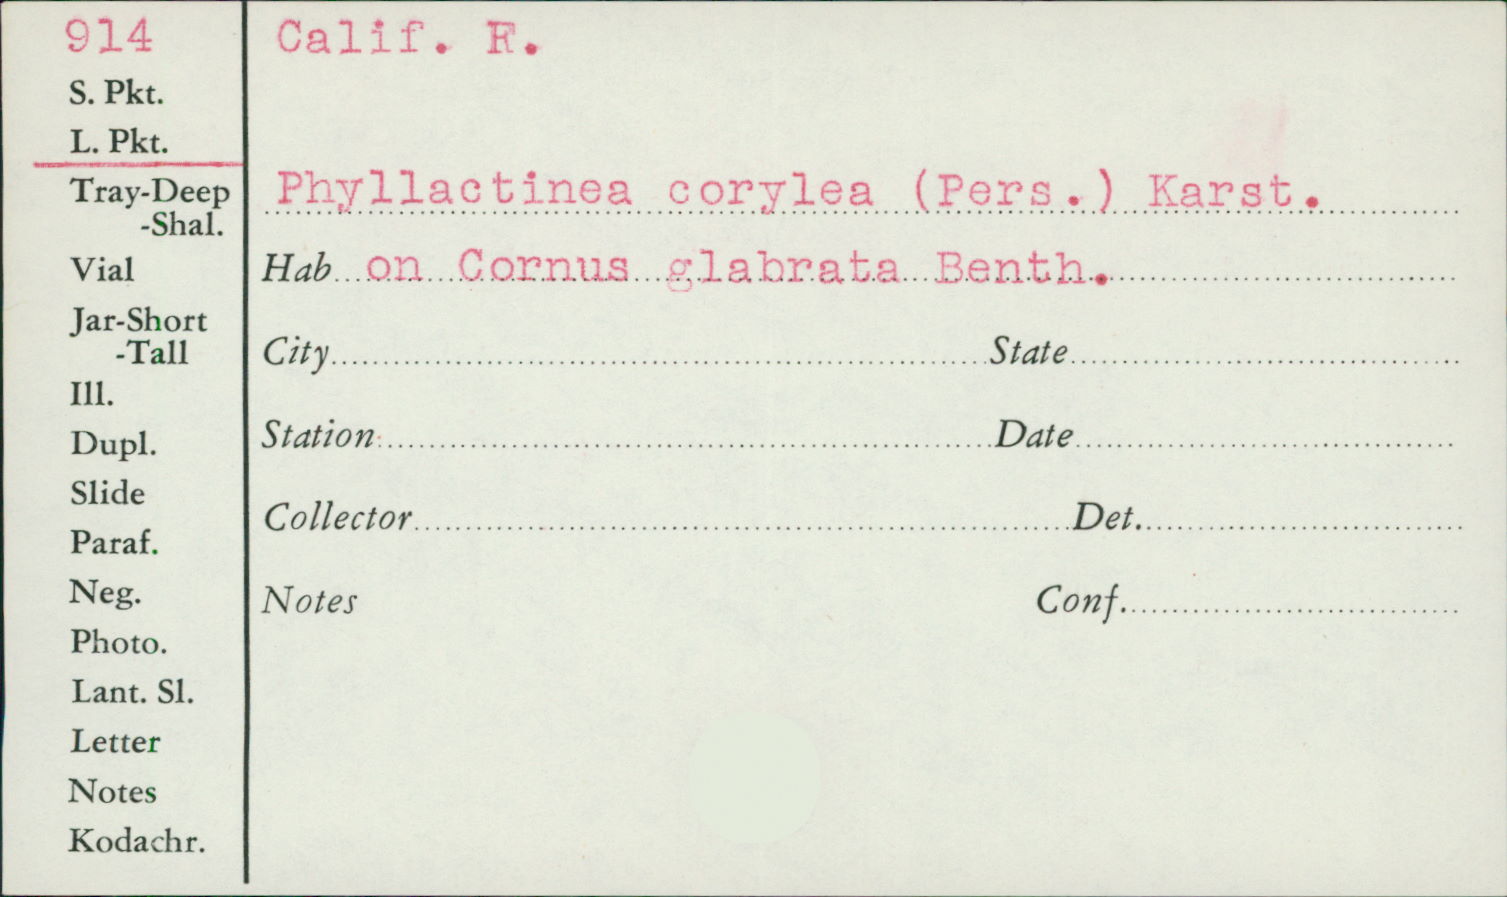 914
S. Pkt.
L. Pkt.
Tray-Deep
-Shal.
Vial
Jar-Short
-Tall
Ill.
Dupl.
Slide
Paraf.
Neg.
Photo.
Lant. Sl.
Letter
Notes
Kodachr.
Calif. F.
Phyllactinea corylea (Pers.) Karst.
Hab on Cornus glabrata Benth.
City State
Station Date
Collector Det.
Notes Conf.